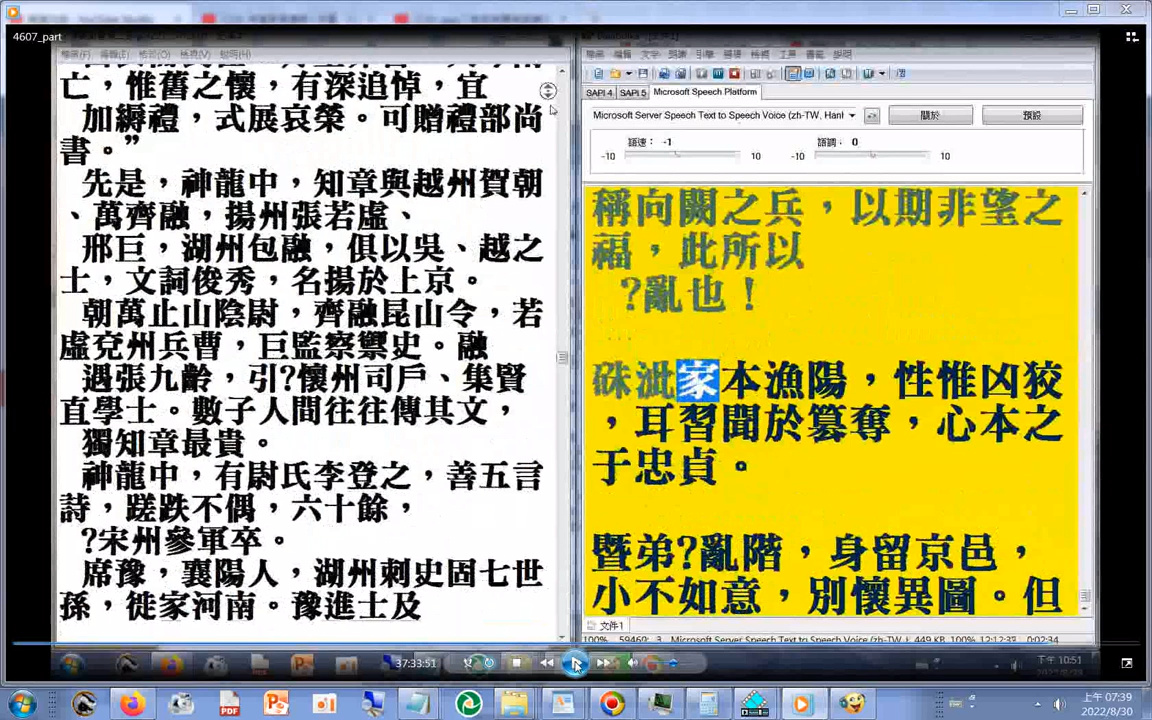 4607_part
亡，惟舊之懷，有深追悼，宜
加縟禮，式展哀榮。可贈禮部尚
書。”
先是，神龍中，知章與越州賀朝
、萬齊融，揚州張若虛、
邢巨，湖州包融，俱以吳、越之
士，文詞俊秀，名揚於上京。
朝萬止山陰尉，齊融昆山令，若
虛兗州兵曹，巨監察禦史。融
遇張九齡，引?懷州司戶、集賢
直學士。數子人間往往傳其文，
獨知章最貴。
神龍中，有尉氏李登之，善五言
詩，蹉跌不偶，六十餘，
?宋州參軍卒。
席豫，襄陽人，湖州刺史固七世
孫，徙家河南。豫進士及
SAPI 4 SAPI 5 Microsoft Speech Platform
Microsoft Server Speech Text to Speech Voice (zh-TW, Han
關於
預設
語速： -1
語調： 0
-10
10
-10
10
稱向闕之兵，以期非望之
福，此所以
?亂也！
硃泚家本漁陽，性惟凶狡
，耳習聞於篡奪，心本之
于忠貞。
暨弟?亂階，身留京邑，
小不如意，別懷異圖。但
文件1
37:33:51
下午 10:51
上午 07:39
2022/8/30